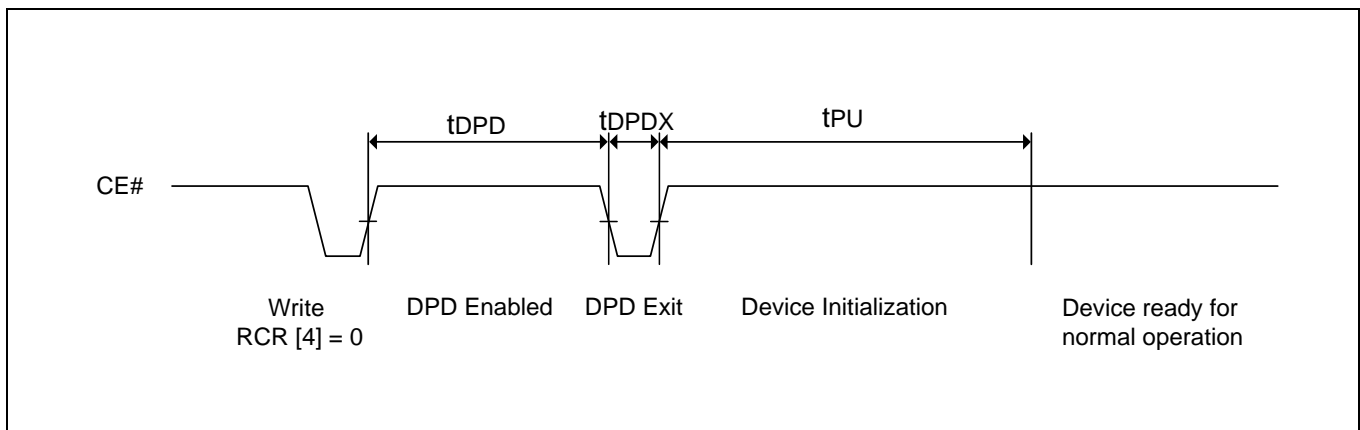 tDPD
tDPDX
tPU
CE#
Write
RCR [4] = 0
DPD Enabled
DPD Exit
Device Initialization
Device ready for
normal operation